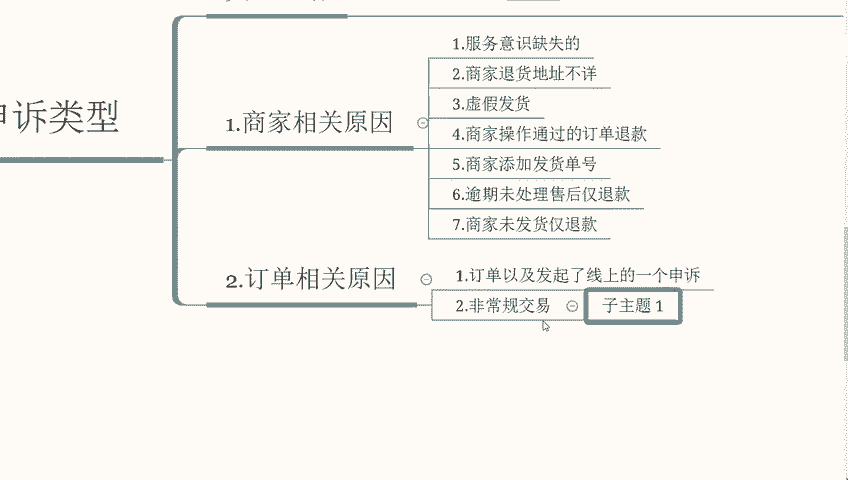 申诉类型
1.商家相关原因
1.服务意识缺失的
2.商家退货地址不详
3.虚假发货
4.商家操作通过的订单退款
5.商家添加发货单号
6.逾期未处理售后仅退款
7.商家未发货仅退款
2.订单相关原因
1.订单以及发起了线上的一个申诉
2.非常规交易
子主题 1